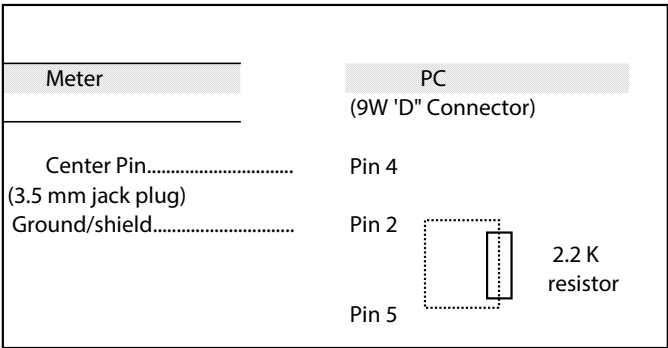 Meter PC
(9W 'D" Connector)
Center Pin............................... Pin 4
(3.5 mm jack plug)
Ground/shield.............................. Pin 2
2.2 K
resistor
Pin 5